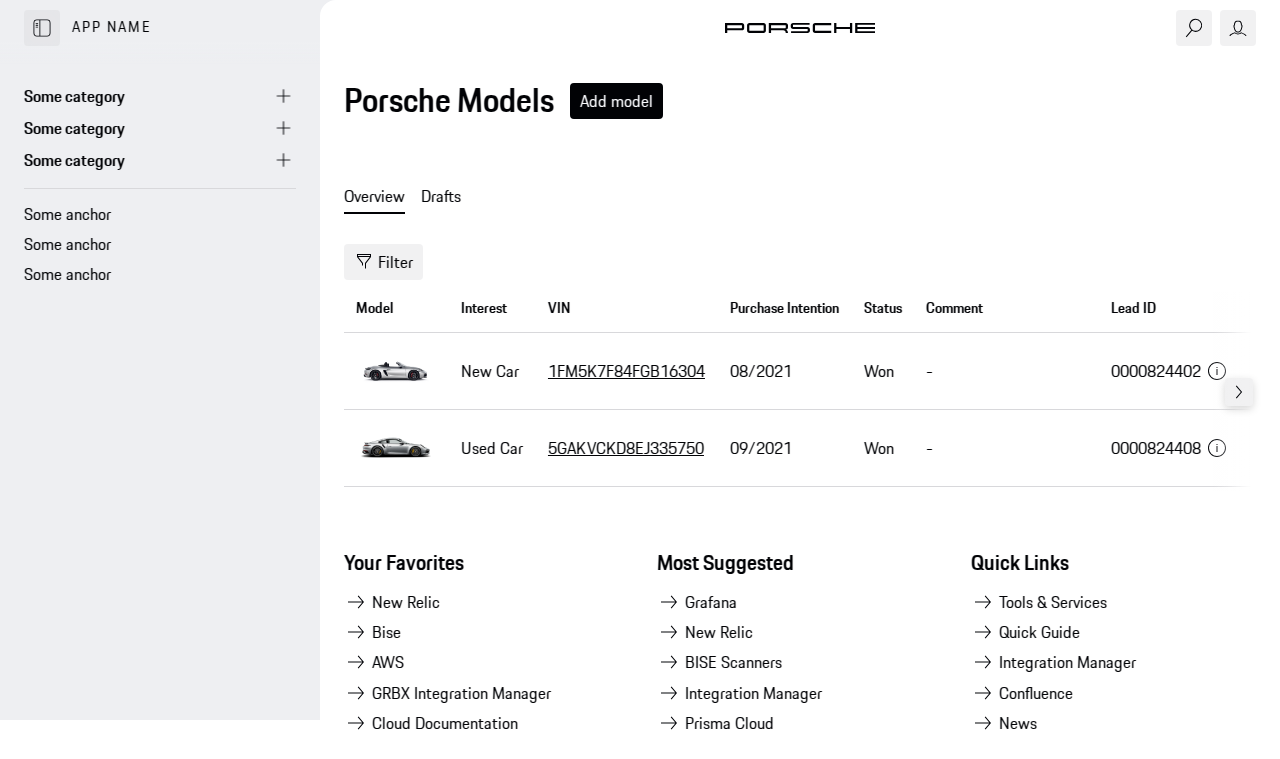 APP NAME
PORSCHE
Some category
Some category
Some category
Some anchor
Some anchor
Some anchor
Porsche Models
Add model
Overview Drafts
Filter
Model Interest VIN Purchase Intention Status Comment Lead ID
New Car 1FM5K7F84FGB16304 08/2021 Won - 0000824402
Used Car 5GAKVCKD8EJ335750 09/2021 Won - 0000824408
Your Favorites
New Relic
Bise
AWS
GRBX Integration Manager
Cloud Documentation
Most Suggested
Grafana
New Relic
BISE Scanners
Integration Manager
Prisma Cloud
Quick Links
Tools & Services
Quick Guide
Integration Manager
Confluence
News